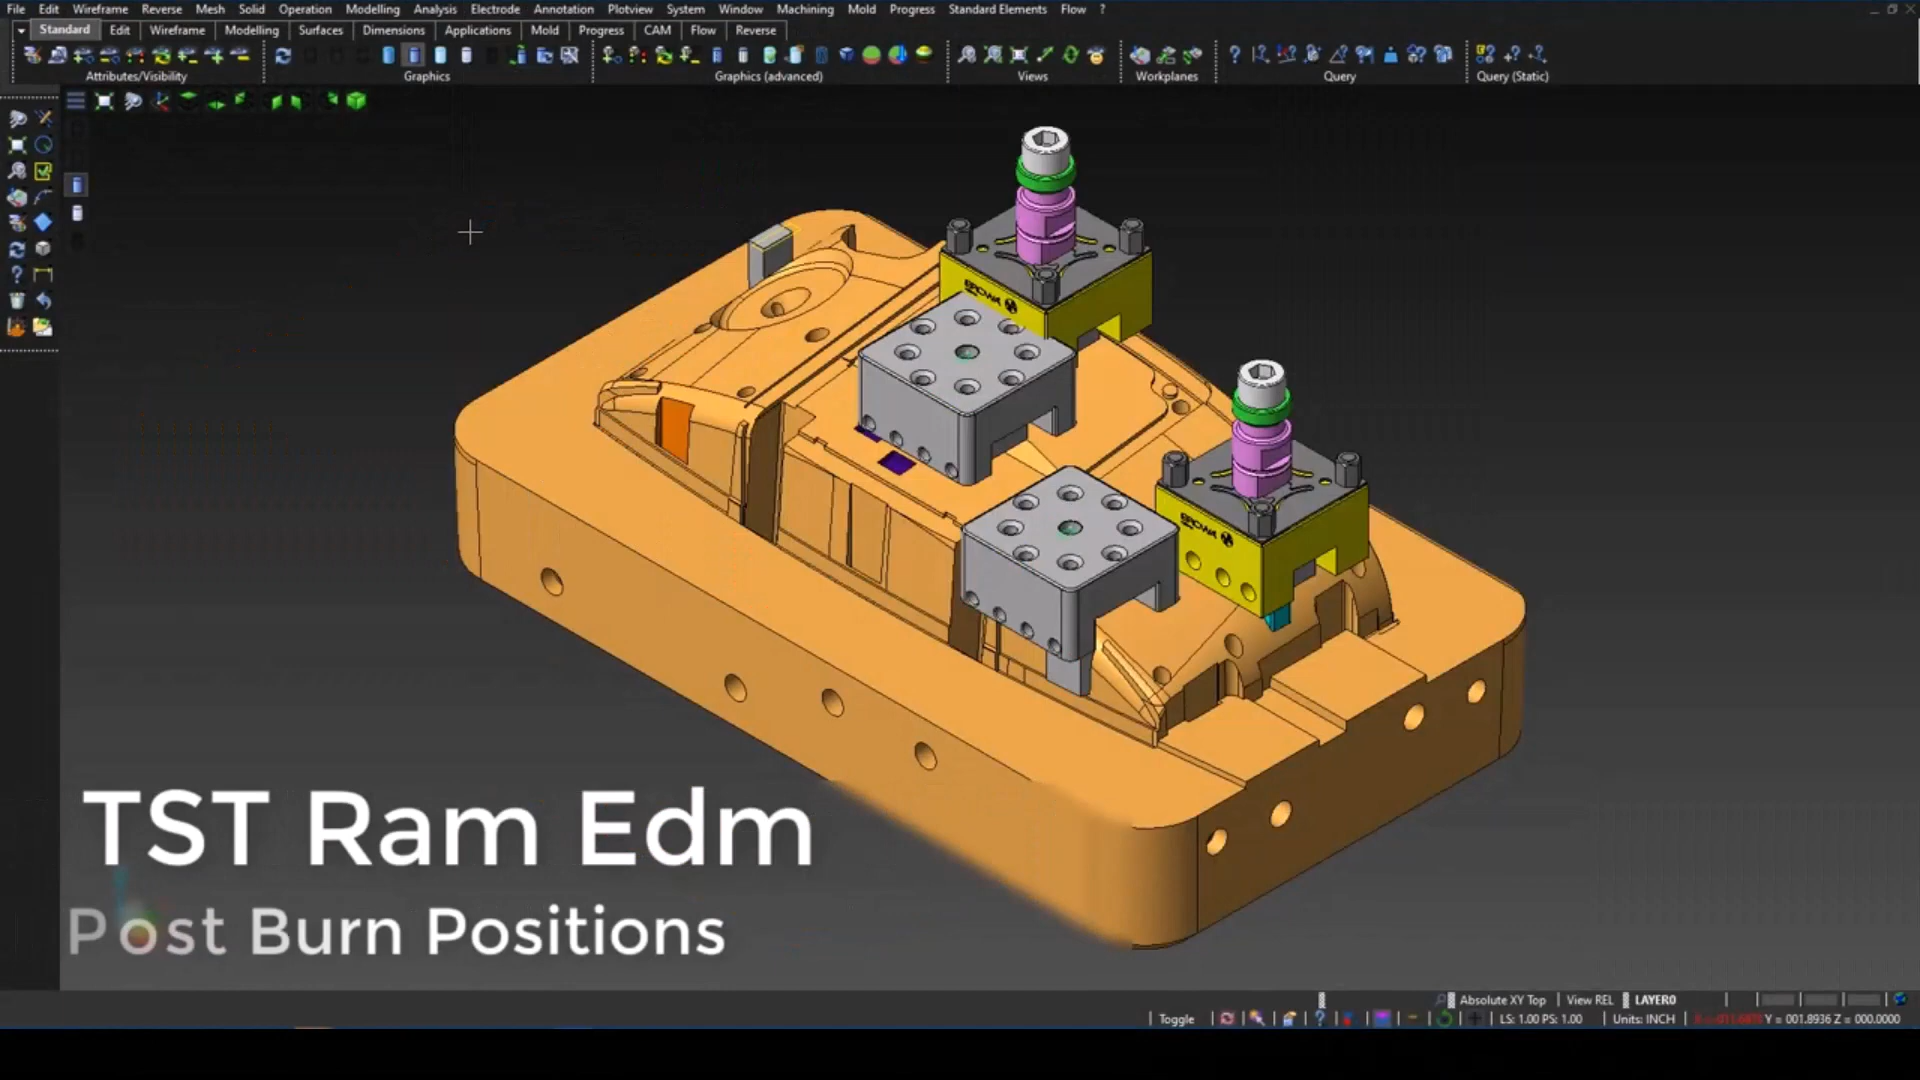 File Edit Wireframe Reverse Mesh Solid Operation Modelling Analysis Electrode Annotation Plotview System Window Machining Mold Progress Standard Elements Flow ?
Standard Edit Wireframe Modelling Surfaces Dimensions Applications Mold Progress CAM Flow Reverse
Attributes/Visibility Graphics Graphics (advanced) Views Workplanes Query Query (Static)
EROWA
EROWA
TST Ram Edm
Post Burn Positions
Absolute XY Top View REL LAYER0
Toggle LS: 1.00 PS: 1.00 Units: INCH Y = 001.8936 Z = 000.0000